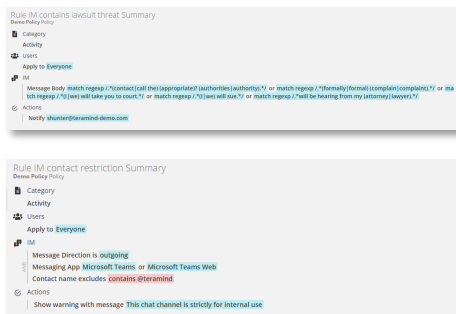 Rule IM contains lawsuit threat Summary
Demo Policy Policy
Category
Activity
Users
Apply to Everyone
IM
Message Body match regexp /.*(contact|call the) (appropriate)? (authorities|authority).*/ or match regexp /.*(formally|formal) (complain|complaint).*/ or ma
tch regexp /.*(I|we) will take you to court.*/ or match regexp /.*(I|we) will sue.*/ or match regexp /.*will be hearing from my (attorney|lawyer).*/
Actions
Notify shunter@teramind-demo.com
Rule IM contact restriction Summary
Demo Policy Policy
Category
Activity
Users
Apply to Everyone
IM
Message Direction is outgoing
Messaging App Microsoft Teams or Microsoft Teams Web
Contact name excludes contains @teramind
Actions
Show warning with message This chat channel is strictly for internal use